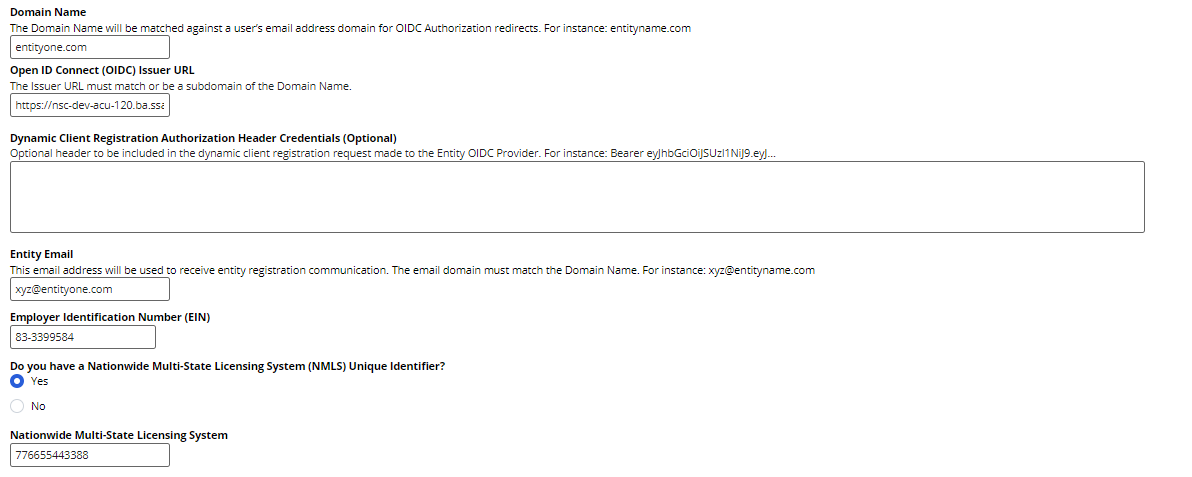 Domain Name
The Domain Name will be matched against a user's email address domain for OIDC Authorization redirects. For instance: entityname.com
entityone.com
Open ID Connect (OIDC) Issuer URL
The Issuer URL must match or be a subdomain of the Domain Name.
https://nsc-dev-acu-120.ba.ssa
Dynamic Client Registration Authorization Header Credentials (Optional)
Optional header to be included in the dynamic client registration request made to the Entity OIDC Provider. For instance: Bearer eyJhbGciOiJSUzI1NiJ9.eyJ...
Entity Email
This email address will be used to receive entity registration communication. The email domain must match the Domain Name. For instance: xyz@entityname.com
xyz@entityone.com
Employer Identification Number (EIN)
83-3399584
Do you have a Nationwide Multi-State Licensing System (NMLS) Unique Identifier?
Yes
No
Nationwide Multi-State Licensing System
776655443388